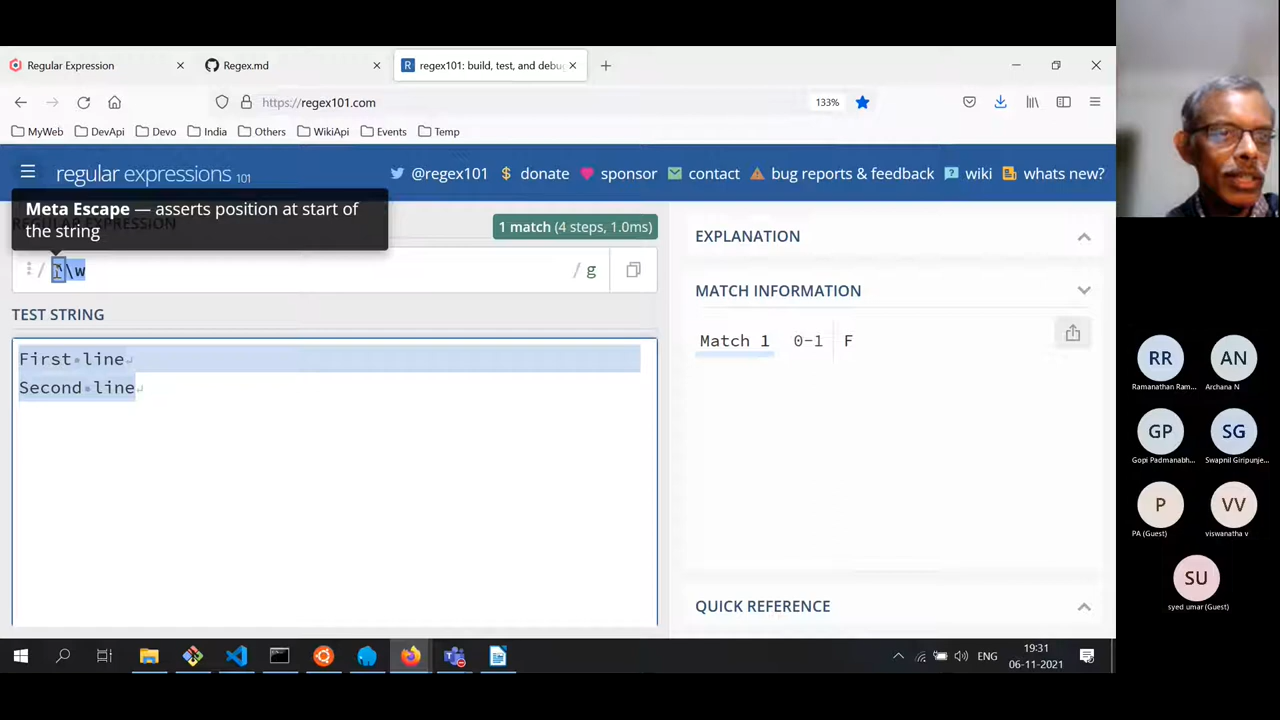 Regular Expression
Regex.md
R regex101: build, test, and debu
https://regex101.com
133%
MyWeb DevApi Devo India Others WikiApi Events Temp
regular expressions 101
@regex101 $ donate sponsor contact bug reports & feedback wiki whats new?
Meta Escape — asserts position at start of
the string
1 match (4 steps, 1.0ms)
/ ^\w / g
TEST STRING
First line
Second line
EXPLANATION
MATCH INFORMATION
Match 1 0-1 F
QUICK REFERENCE
RR AN
Ramanathan Ram... Archana N
GP SG
Gopi Padmanabh... Swapnil Giripunje...
P VV
PA (Guest) viswanatha v
SU
syed umar (Guest)
ENG
19:31
06-11-2021